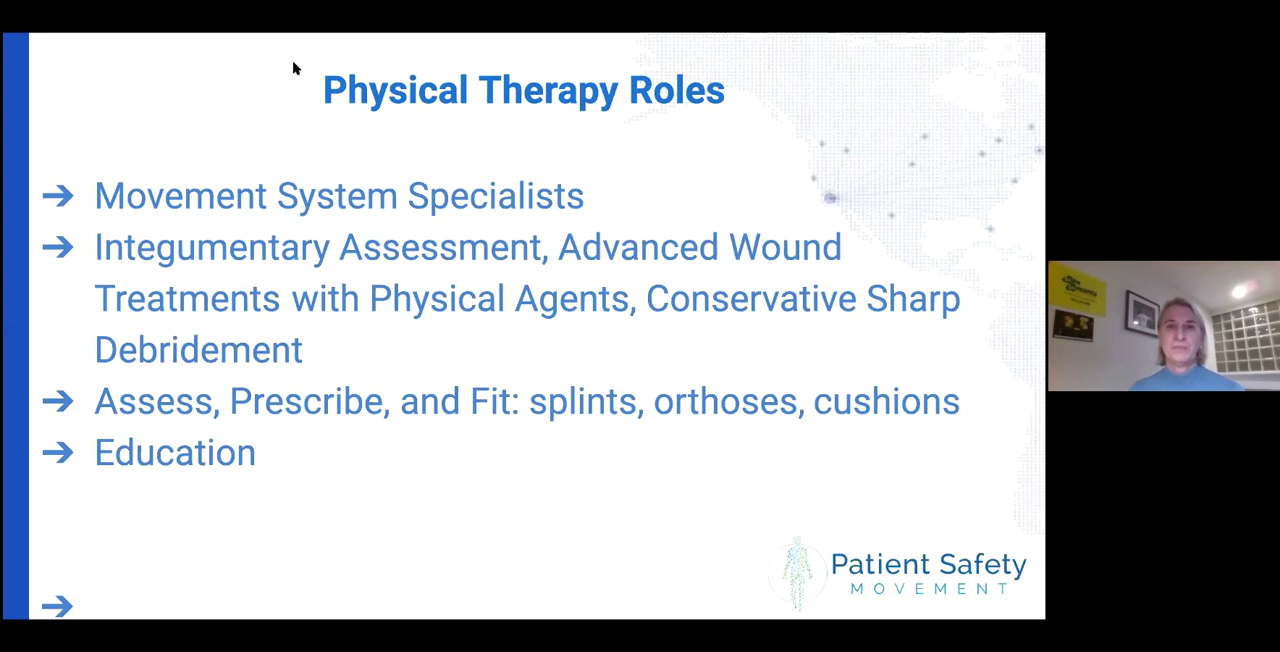 Physical Therapy Roles
➔ Movement System Specialists
➔ Integumentary Assessment, Advanced Wound
Treatments with Physical Agents, Conservative Sharp
Debridement
➔ Assess, Prescribe, and Fit: splints, orthoses, cushions
➔ Education
➔
Patient Safety
MOVEMENT